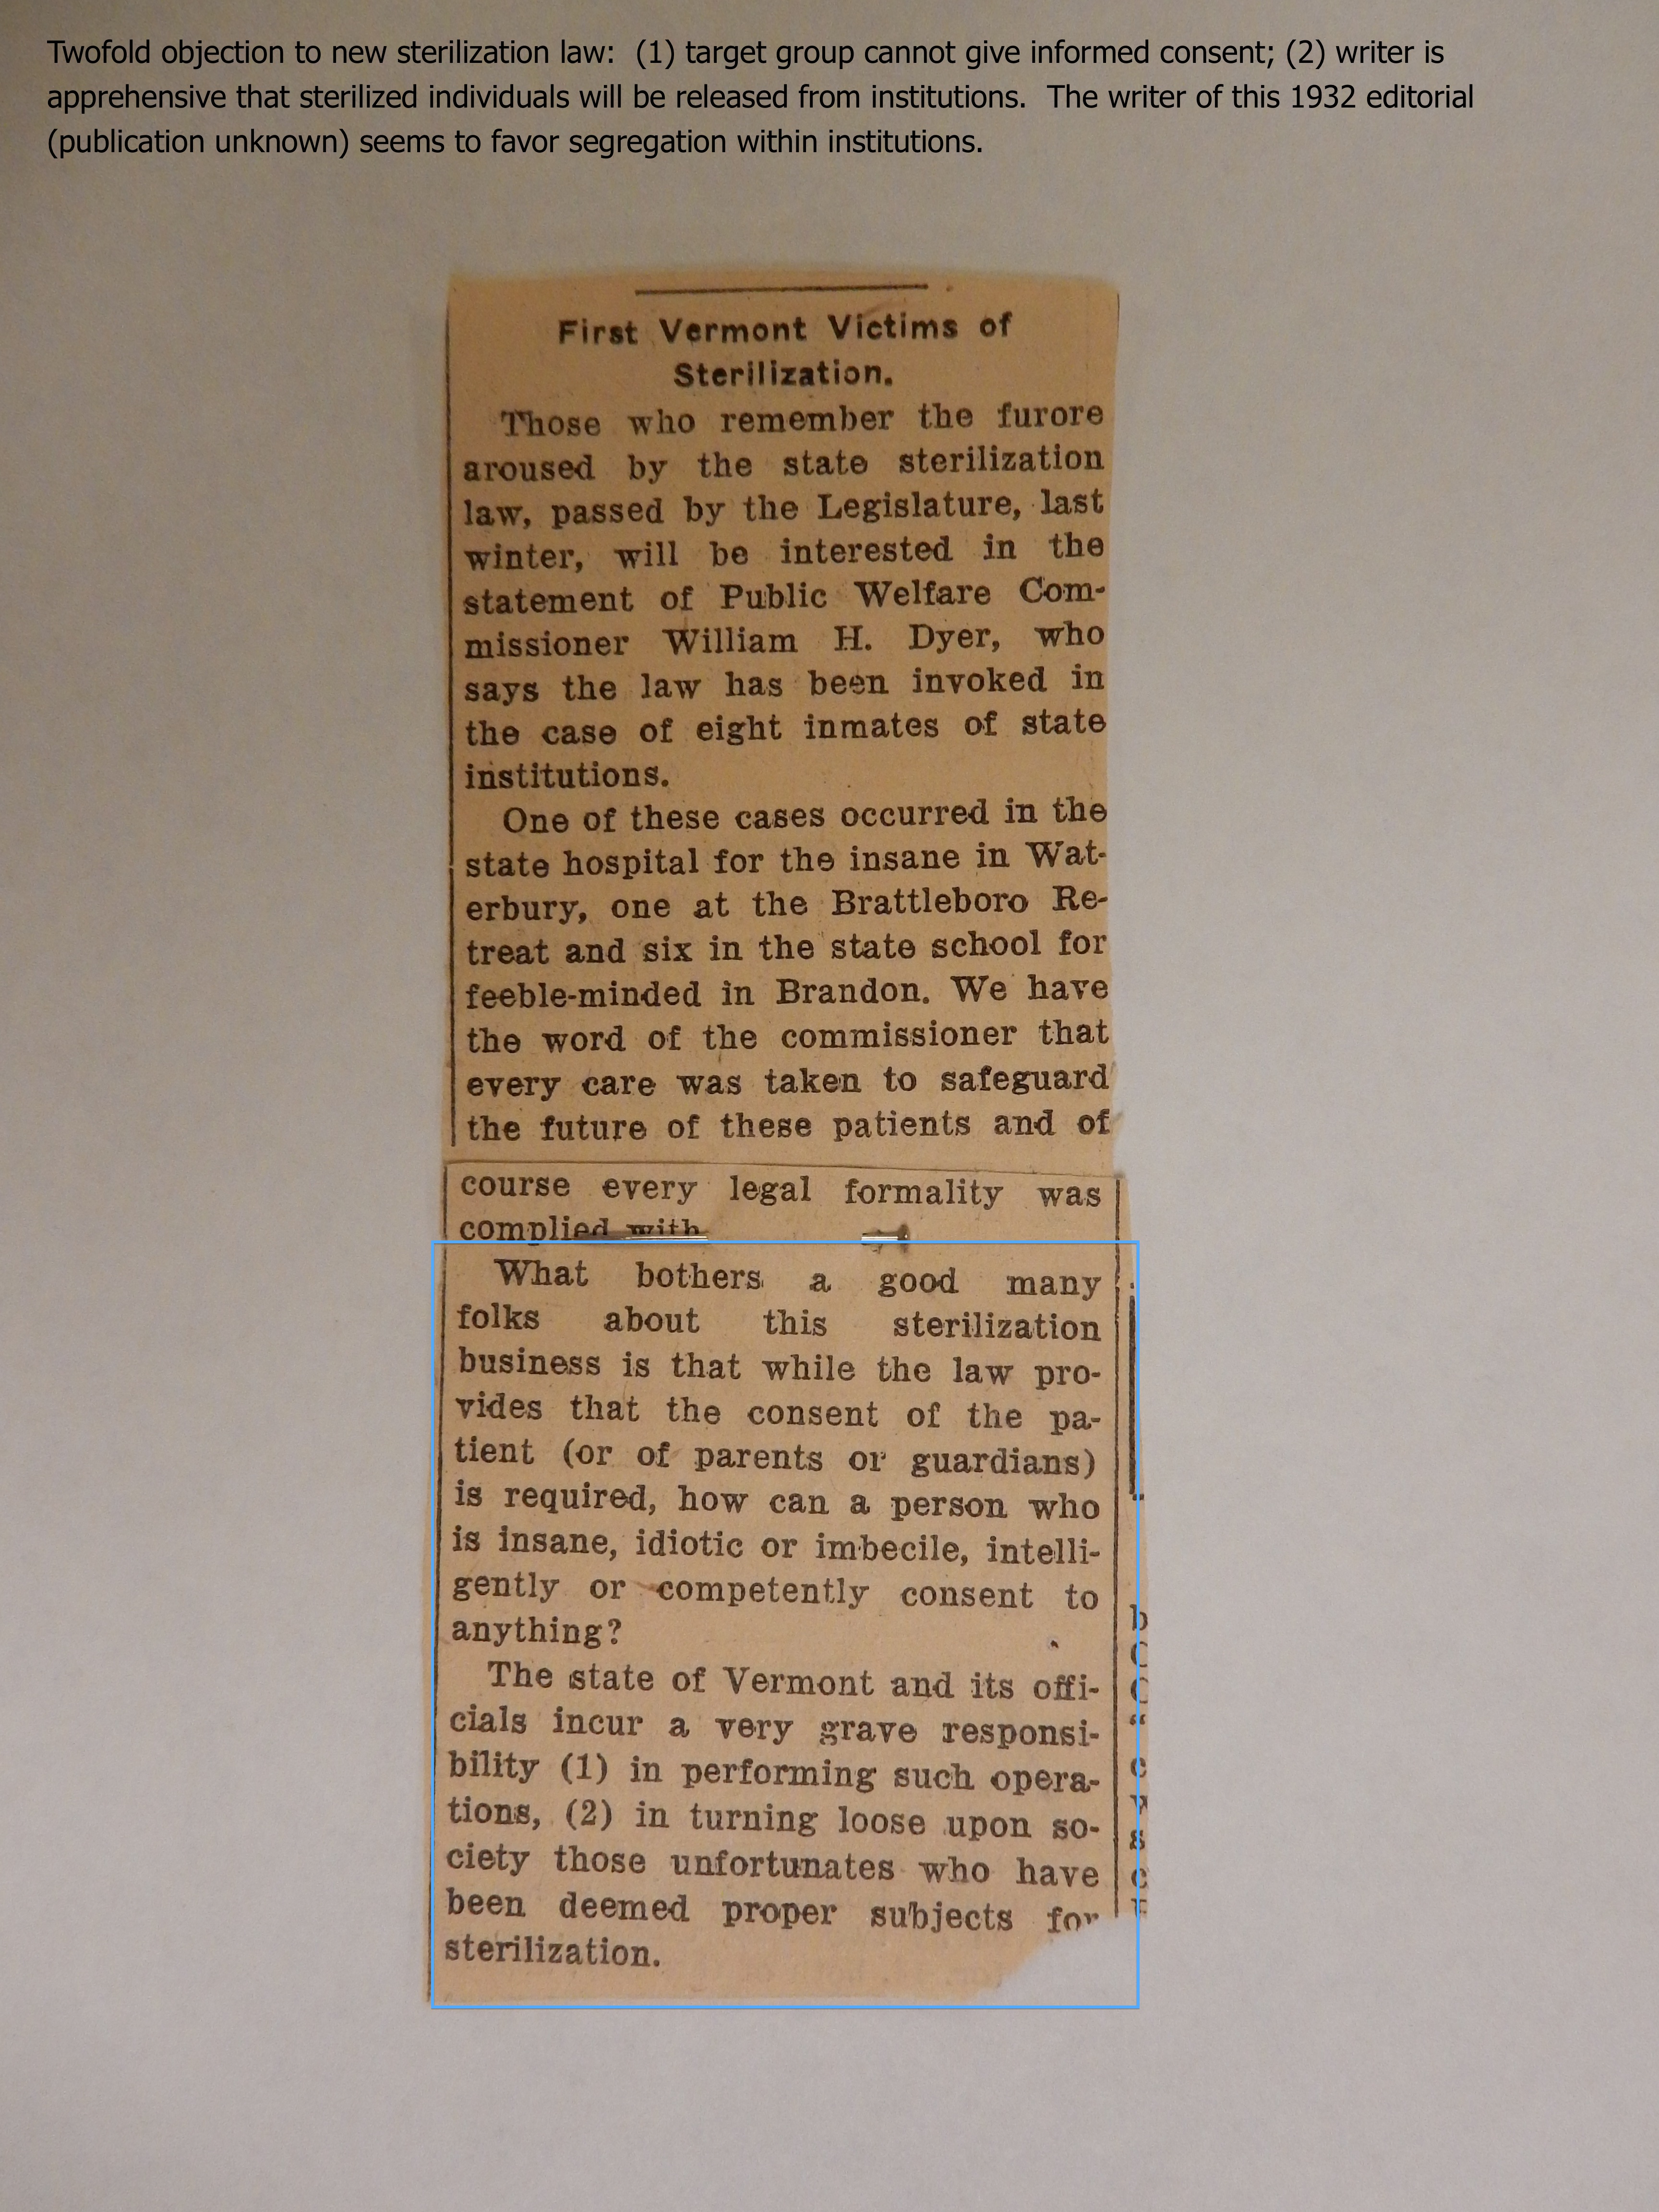 Twofold objection to new sterilization law:  (1) target group cannot give informed consent; (2) writer is
apprehensive that sterilized individuals will be released from institutions.  The writer of this 1932 editorial
(publication unknown) seems to favor segregation within institutions.
First Vermont Victims of
Sterilization.
Those who remember the furore
aroused by the state sterilization
law, passed by the Legislature, last
winter, will be interested in the
statement of Public Welfare Com-
missioner William H. Dyer, who
says the law has been invoked in
the case of eight inmates of state
institutions.
One of these cases occurred in the
state hospital for the insane in Wat-
erbury, one at the Brattleboro Re-
treat and six in the state school for
feeble-minded in Brandon. We have
the word of the commissioner that
every care was taken to safeguard
the future of these patients and of
course every legal formality was
complied with
What bothers a good many
folks about this sterilization
business is that while the law pro-
vides that the consent of the pa-
tient (or of parents or guardians)
is required, how can a person who
is insane, idiotic or imbecile, intelli-
gently or competently consent to
anything?
The state of Vermont and its offi-
cials incur a very grave responsi-
bility (1) in performing such opera-
tions, (2) in turning loose upon so-
ciety those unfortunates who have
been deemed proper subjects for
sterilization.